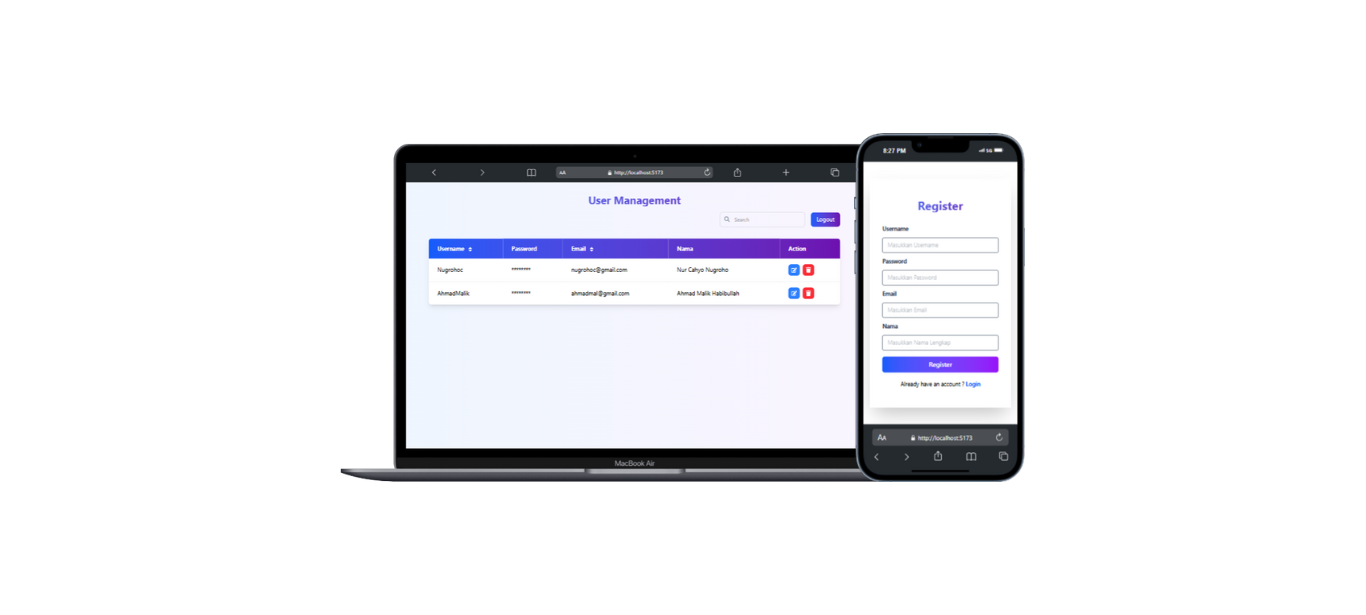 AA http://localhost:5173
User Management
Search Logout
Username Password Email Nama Action
Nugrohoc ******** nugrohoc@gmail.com Nur Cahyo Nugroho
AhmadMalik ******** ahmadmal@gmail.com Ahmad Malik Habibullah
MacBook Air
8:27 PM 5G
Register
Username
Masukkan Username
Password
Masukkan Password
Email
Masukkan Email
Nama
Masukkan Nama Lengkap
Register
Already have an account ? Login
AA http://localhost:5173